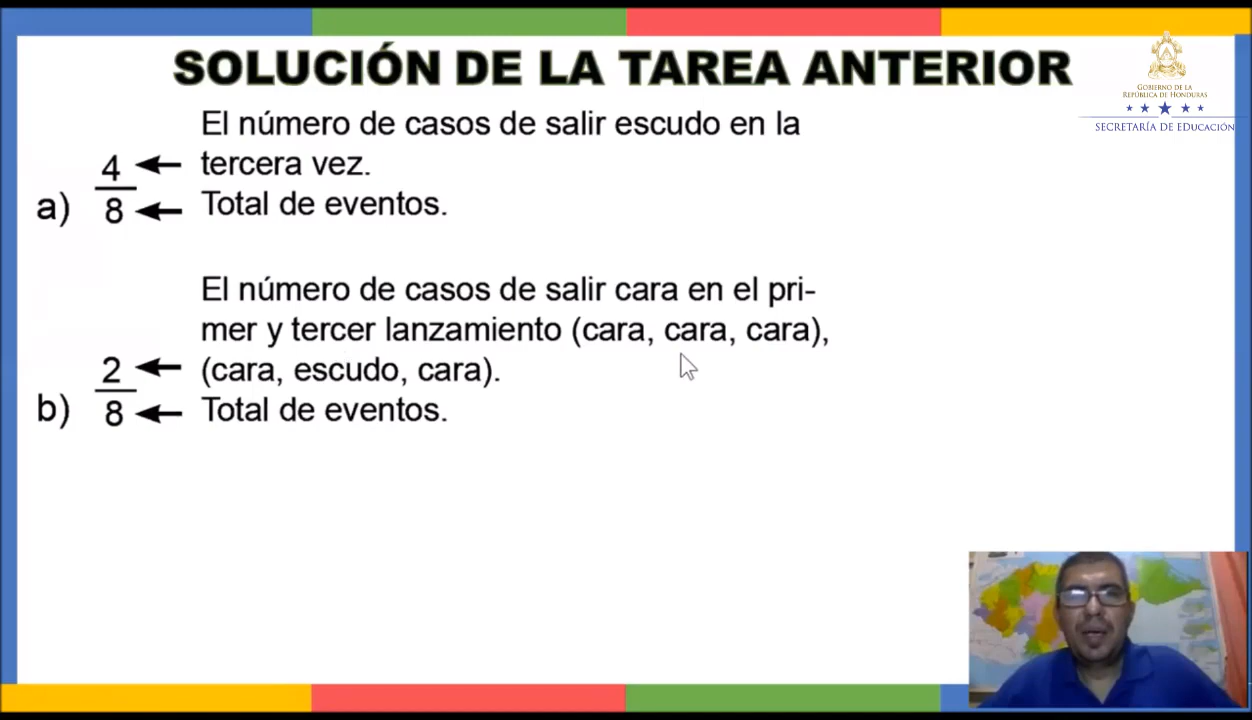 SOLUCIÓN DE LA TAREA ANTERIOR
GOBIERNO DE LA
REPÚBLICA DE HONDURAS
SECRETARÍA DE EDUCACIÓN
El número de casos de salir escudo en la
4 tercera vez.
a) 8 Total de eventos.
El número de casos de salir cara en el pri-
mer y tercer lanzamiento (cara, cara, cara),
2 (cara, escudo, cara).
b) 8 Total de eventos.